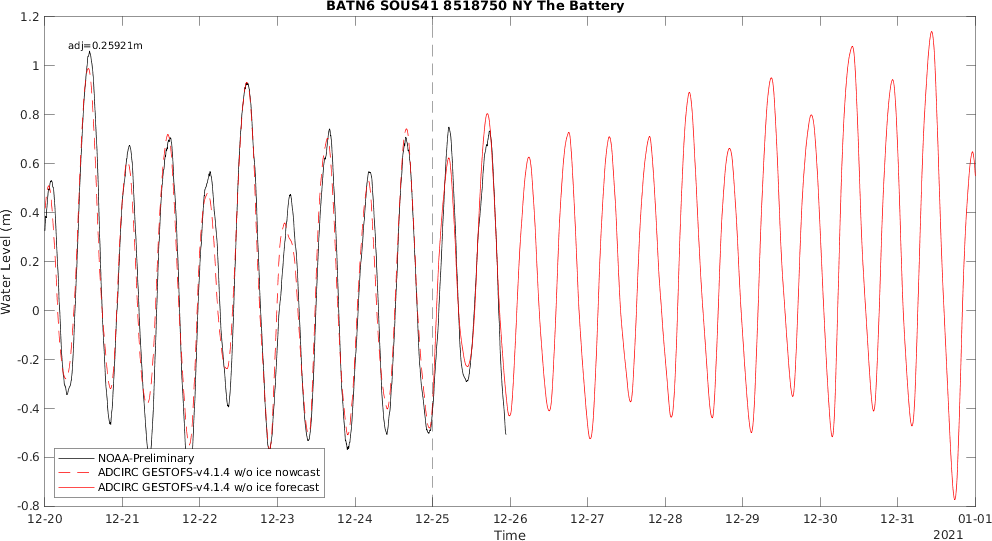 BATN6 SOUS41 8518750 NY The Battery
adj=0.25921m
Water Level (m)
1.2
1
0.8
0.6
0.4
0.2
0
-0.2
-0.4
-0.6
-0.8
NOAA-Preliminary
ADCIRC GESTOFS-v4.1.4 w/o ice nowcast
ADCIRC GESTOFS-v4.1.4 w/o ice forecast
12-20 12-21 12-22 12-23 12-24 12-25 12-26 12-27 12-28 12-29 12-30 12-31 01-01
Time
2021